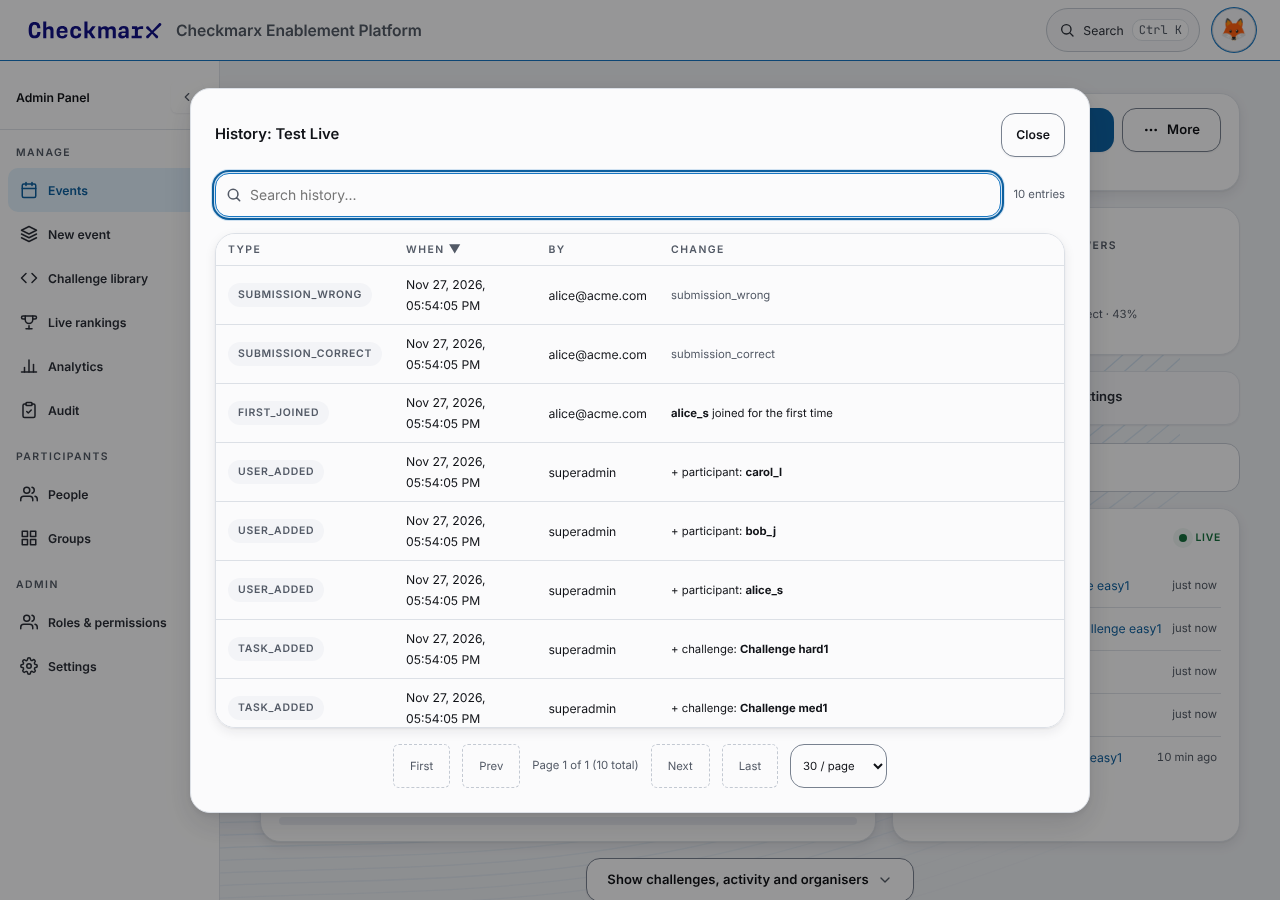 Checkmarx Checkmarx Enablement Platform
Search Ctrl K
Admin Panel
MANAGE
Events
New event
Challenge library
Live rankings
Analytics
Audit
PARTICIPANTS
People
Groups
ADMIN
Roles & permissions
Settings
More
ect · 43%
LIVE
easy1 just now
easy1 just now
just now
just now
easy1 10 min ago
Show challenges, activity and organisers
History: Test Live
Close
Search history...
10 entries
TYPE WHEN ▼ BY CHANGE
SUBMISSION_WRONG Nov 27, 2026, 05:54:05 PM alice@acme.com submission_wrong
SUBMISSION_CORRECT Nov 27, 2026, 05:54:05 PM alice@acme.com submission_correct
FIRST_JOINED Nov 27, 2026, 05:54:05 PM alice@acme.com alice_s joined for the first time
USER_ADDED Nov 27, 2026, 05:54:05 PM superadmin + participant: carol_l
USER_ADDED Nov 27, 2026, 05:54:05 PM superadmin + participant: bob_j
USER_ADDED Nov 27, 2026, 05:54:05 PM superadmin + participant: alice_s
TASK_ADDED Nov 27, 2026, 05:54:05 PM superadmin + challenge: Challenge hard1
TASK_ADDED Nov 27, 2026, 05:54:05 PM superadmin + challenge: Challenge med1
First Prev Page 1 of 1 (10 total) Next Last 30 / page